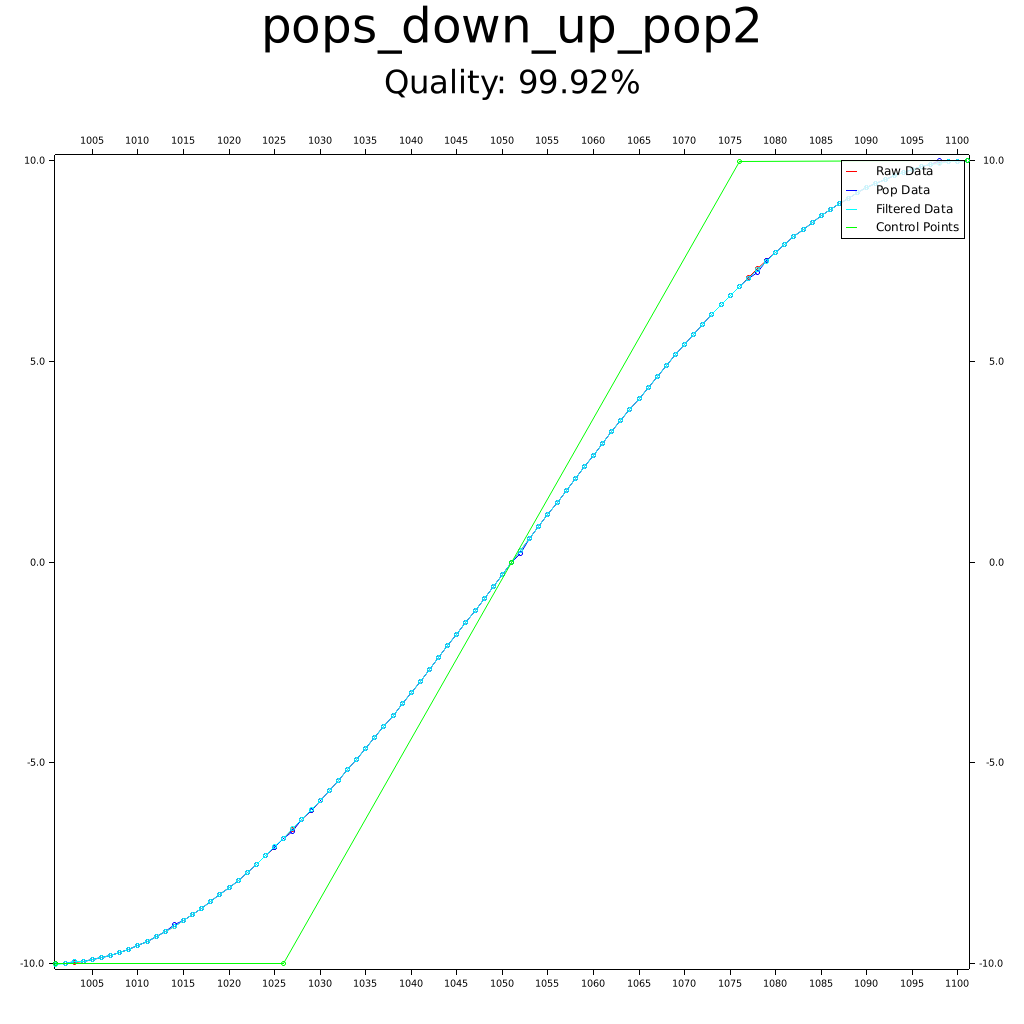 pops_down_up_pop2
Quality: 99.92%
1005 1010 1015 1020 1025 1030 1035 1040 1045 1050 1055 1060 1065 1070 1075 1080 1085 1090 1095 1100
10.0 10.0
Raw Data
Pop Data
Filtered Data
Control Points
5.0 5.0
0.0 0.0
-5.0 -5.0
-10.0 -10.0
1005 1010 1015 1020 1025 1030 1035 1040 1045 1050 1055 1060 1065 1070 1075 1080 1085 1090 1095 1100